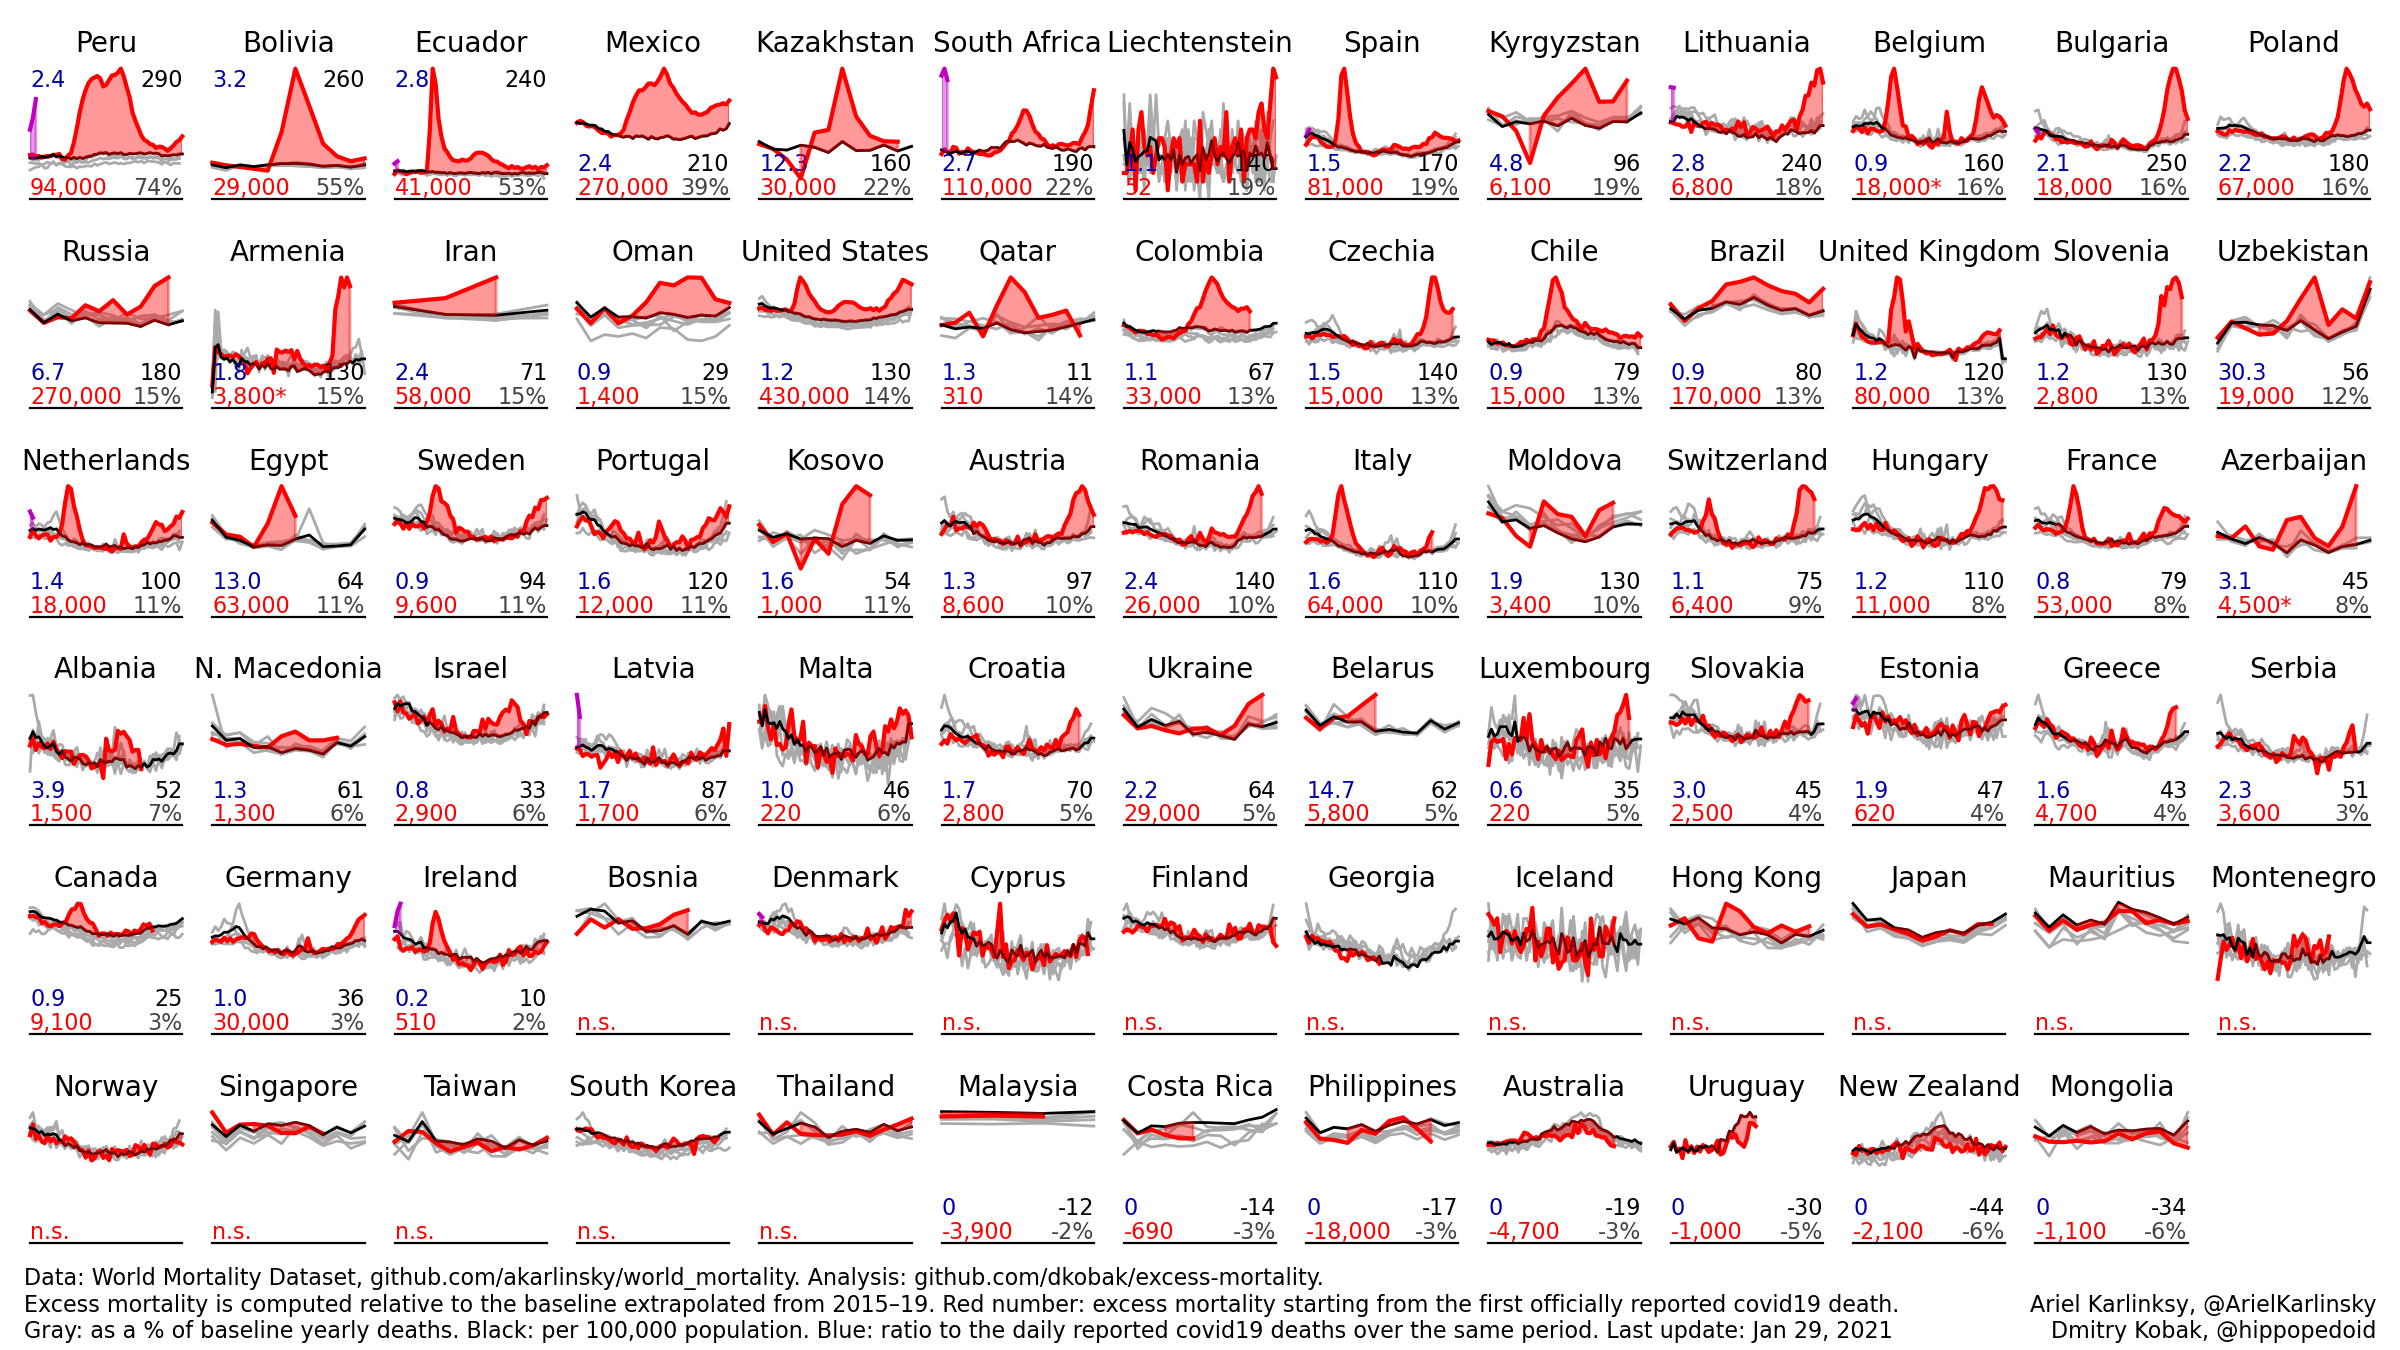 Peru Bolivia Ecuador Mexico Kazakhstan South Africa Liechtenstein Spain Kyrgyzstan Lithuania Belgium Bulgaria Poland
2.4 290 3.2 260 2.8 240
2.4 210 12.3 160 2.7 190 1.1 140 1.5 170 4.8 96 2.8 240 0.9 160 2.1 250 2.2 180
94,000 74% 29,000 55% 41,000 53% 270,000 39% 30,000 22% 110,000 22% 52 19% 81,000 19% 6,100 19% 6,800 18% 18,000* 16% 18,000 16% 67,000 16%
Russia Armenia Iran Oman United States Qatar Colombia Czechia Chile Brazil United Kingdom Slovenia Uzbekistan
6.7 180 1.8 130 2.4 71 0.9 29 1.2 130 1.3 11 1.1 67 1.5 140 0.9 79 0.9 80 1.2 120 1.2 130 30.3 56
270,000 15% 3,800* 15% 58,000 15% 1,400 15% 430,000 14% 310 14% 33,000 13% 15,000 13% 15,000 13% 170,000 13% 80,000 13% 2,800 13% 19,000 12%
Netherlands Egypt Sweden Portugal Kosovo Austria Romania Italy Moldova Switzerland Hungary France Azerbaijan
1.4 100 13.0 64 0.9 94 1.6 120 1.6 54 1.3 97 2.4 140 1.6 110 1.9 130 1.1 75 1.2 110 0.8 79 3.1 45
18,000 11% 63,000 11% 9,600 11% 12,000 11% 1,000 11% 8,600 10% 26,000 10% 64,000 10% 3,400 10% 6,400 9% 11,000 8% 53,000 8% 4,500* 8%
Albania N. Macedonia Israel Latvia Malta Croatia Ukraine Belarus Luxembourg Slovakia Estonia Greece Serbia
3.9 52 1.3 61 0.8 33 1.7 87 1.0 46 1.7 70 2.2 64 14.7 62 0.6 35 3.0 45 1.9 47 1.6 43 2.3 51
1,500 7% 1,300 6% 2,900 6% 1,700 6% 220 6% 2,800 5% 29,000 5% 5,800 5% 220 5% 2,500 4% 620 4% 4,700 4% 3,600 3%
Canada Germany Ireland Bosnia Denmark Cyprus Finland Georgia Iceland Hong Kong Japan Mauritius Montenegro
0.9 25 1.0 36 0.2 10
9,100 3% 30,000 3% 510 2% n.s. n.s. n.s. n.s. n.s. n.s. n.s. n.s. n.s. n.s.
Norway Singapore Taiwan South Korea Thailand Malaysia Costa Rica Philippines Australia Uruguay New Zealand Mongolia
0 -12 0 -14 0 -17 0 -19 0 -30 0 -44 0 -34
n.s. n.s. n.s. n.s. n.s. -3,900 -2% -690 -3% -18,000 -3% -4,700 -3% -1,000 -5% -2,100 -6% -1,100 -6%
Data: World Mortality Dataset, github.com/akarlinsky/world_mortality. Analysis: github.com/dkobak/excess-mortality.
Excess mortality is computed relative to the baseline extrapolated from 2015–19. Red number: excess mortality starting from the first officially reported covid19 death. Ariel Karlinksy, @ArielKarlinsky
Gray: as a % of baseline yearly deaths. Black: per 100,000 population. Blue: ratio to the daily reported covid19 deaths over the same period. Last update: Jan 29, 2021 Dmitry Kobak, @hippopedoid